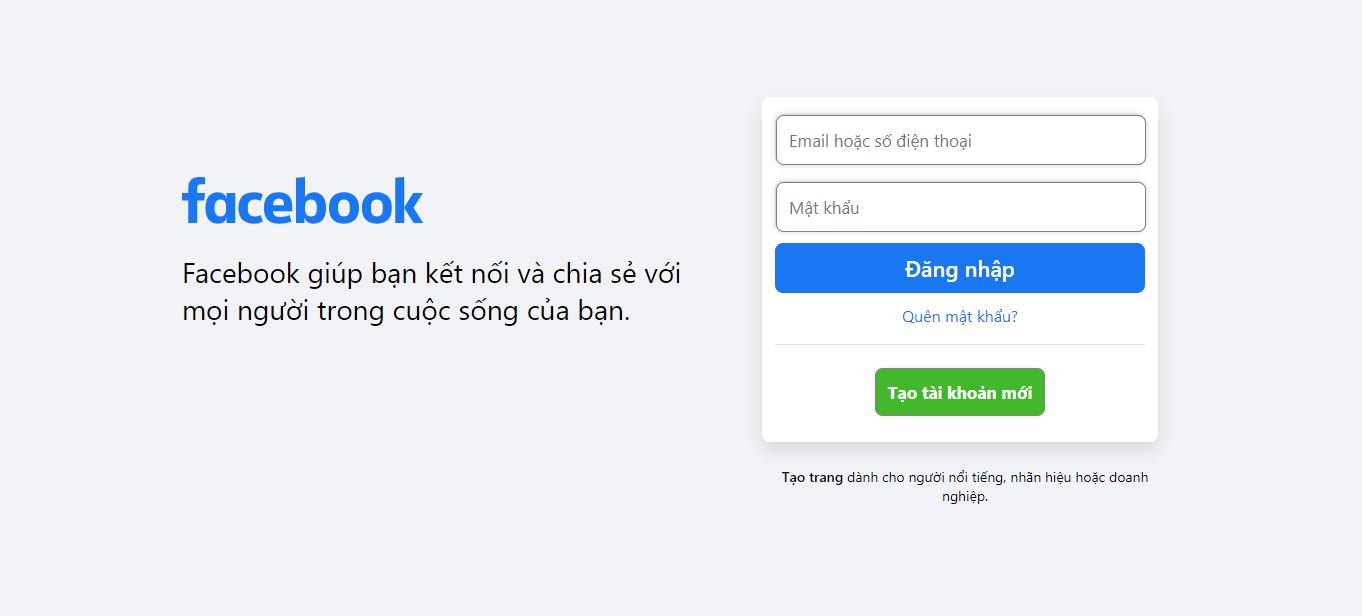 facebook
Facebook giúp bạn kết nối và chia sẻ với
mọi người trong cuộc sống của bạn.
Email hoặc số điện thoại
Mật khẩu
Đăng nhập
Quên mật khẩu?
Tạo tài khoản mới
Tạo trang dành cho người nổi tiếng, nhãn hiệu hoặc doanh
nghiệp.